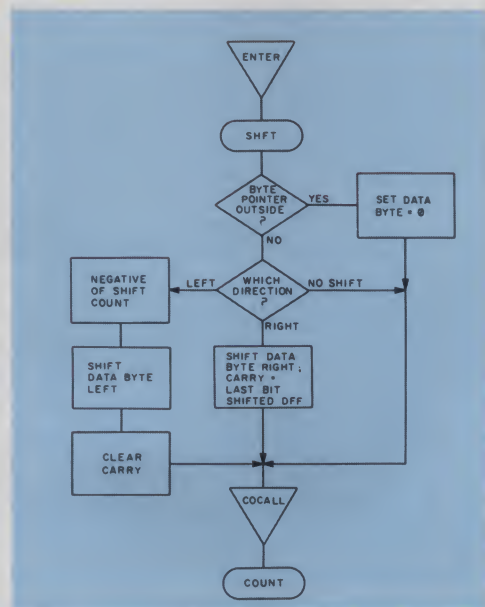 ENTER
SHFT
BYTE
POINTER
OUTSIDE
?
YES
SET DATA
BYTE = 0
NO
NEGATIVE
OF SHIFT
COUNT
LEFT
WHICH
DIRECTION
?
NO SHIFT
RIGHT
SHIFT
DATA BYTE
LEFT
SHIFT DATA
BYTE RIGHT;
CARRY =
LAST BIT
SHIFTED OFF
CLEAR
CARRY
COCALL
COUNT